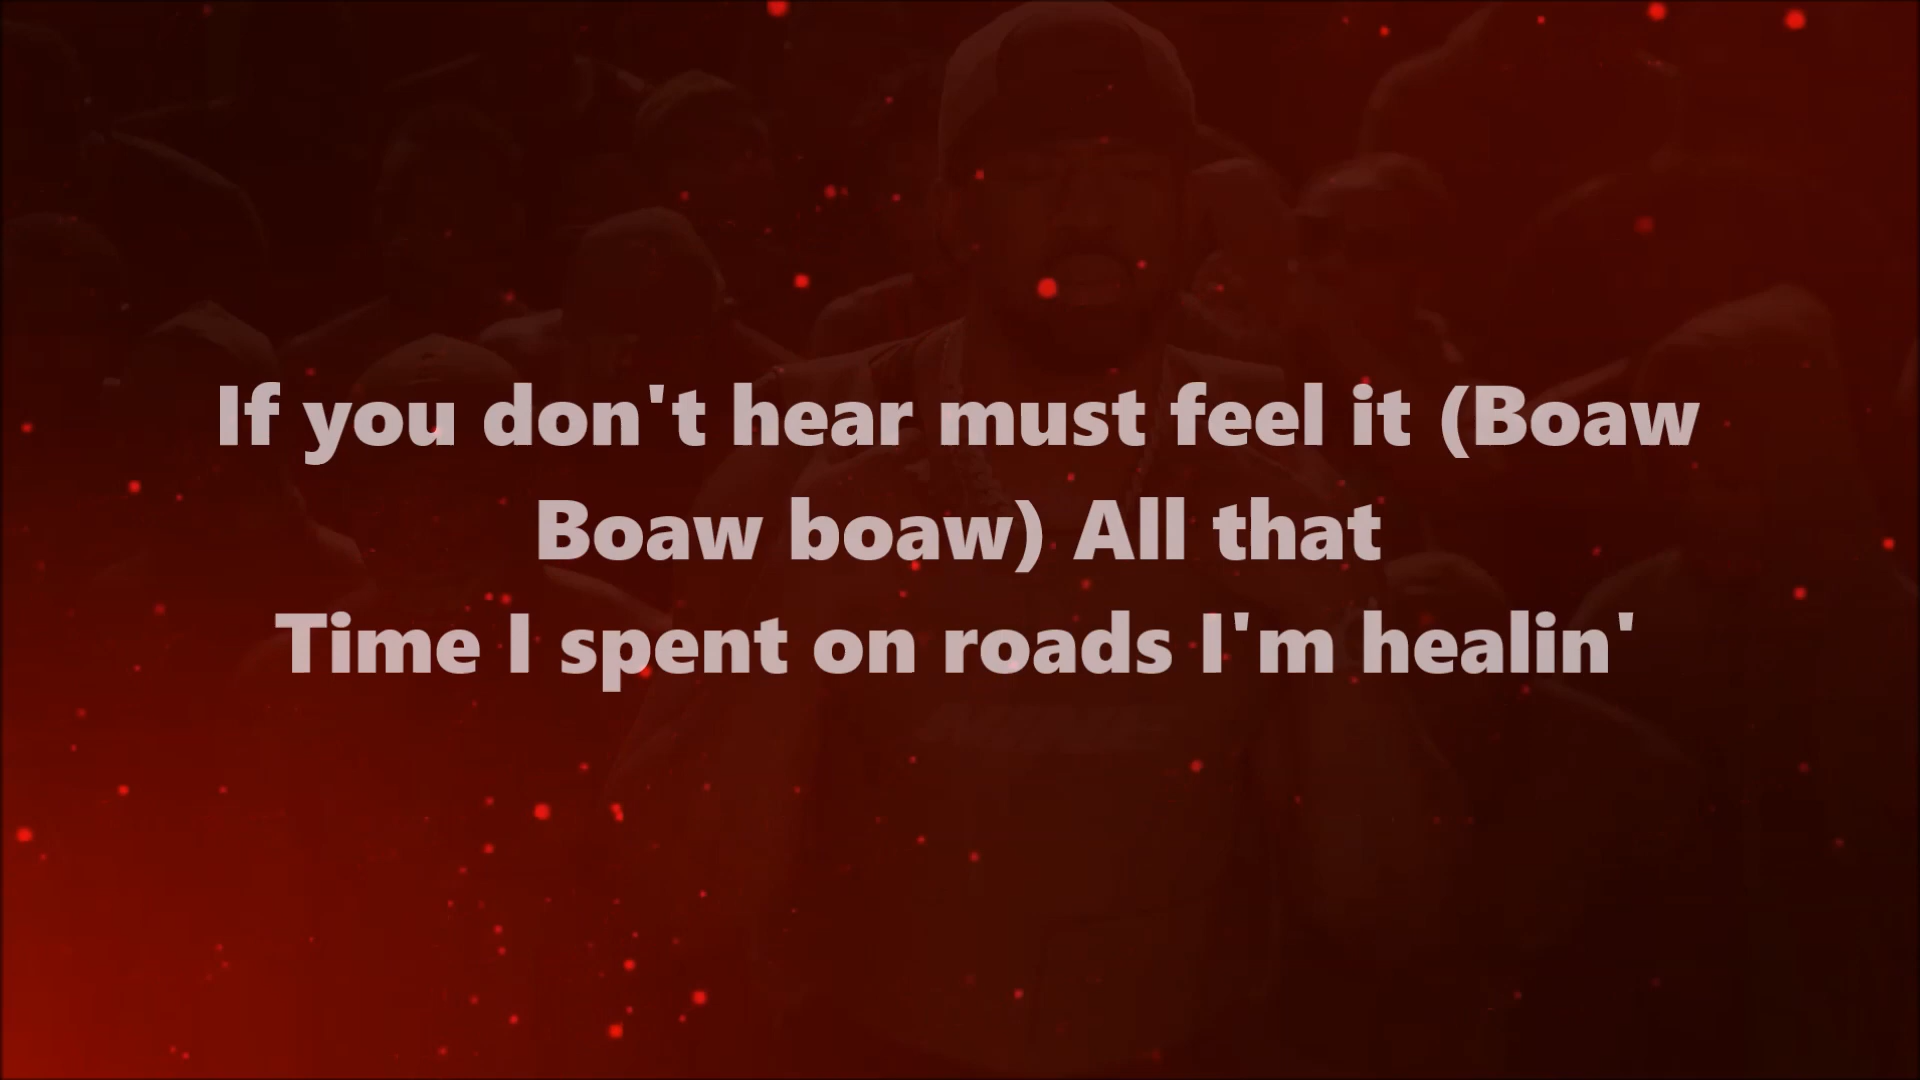 If you don't hear must feel it (Boaw
Boaw boaw) All that
Time I spent on roads I'm healin'